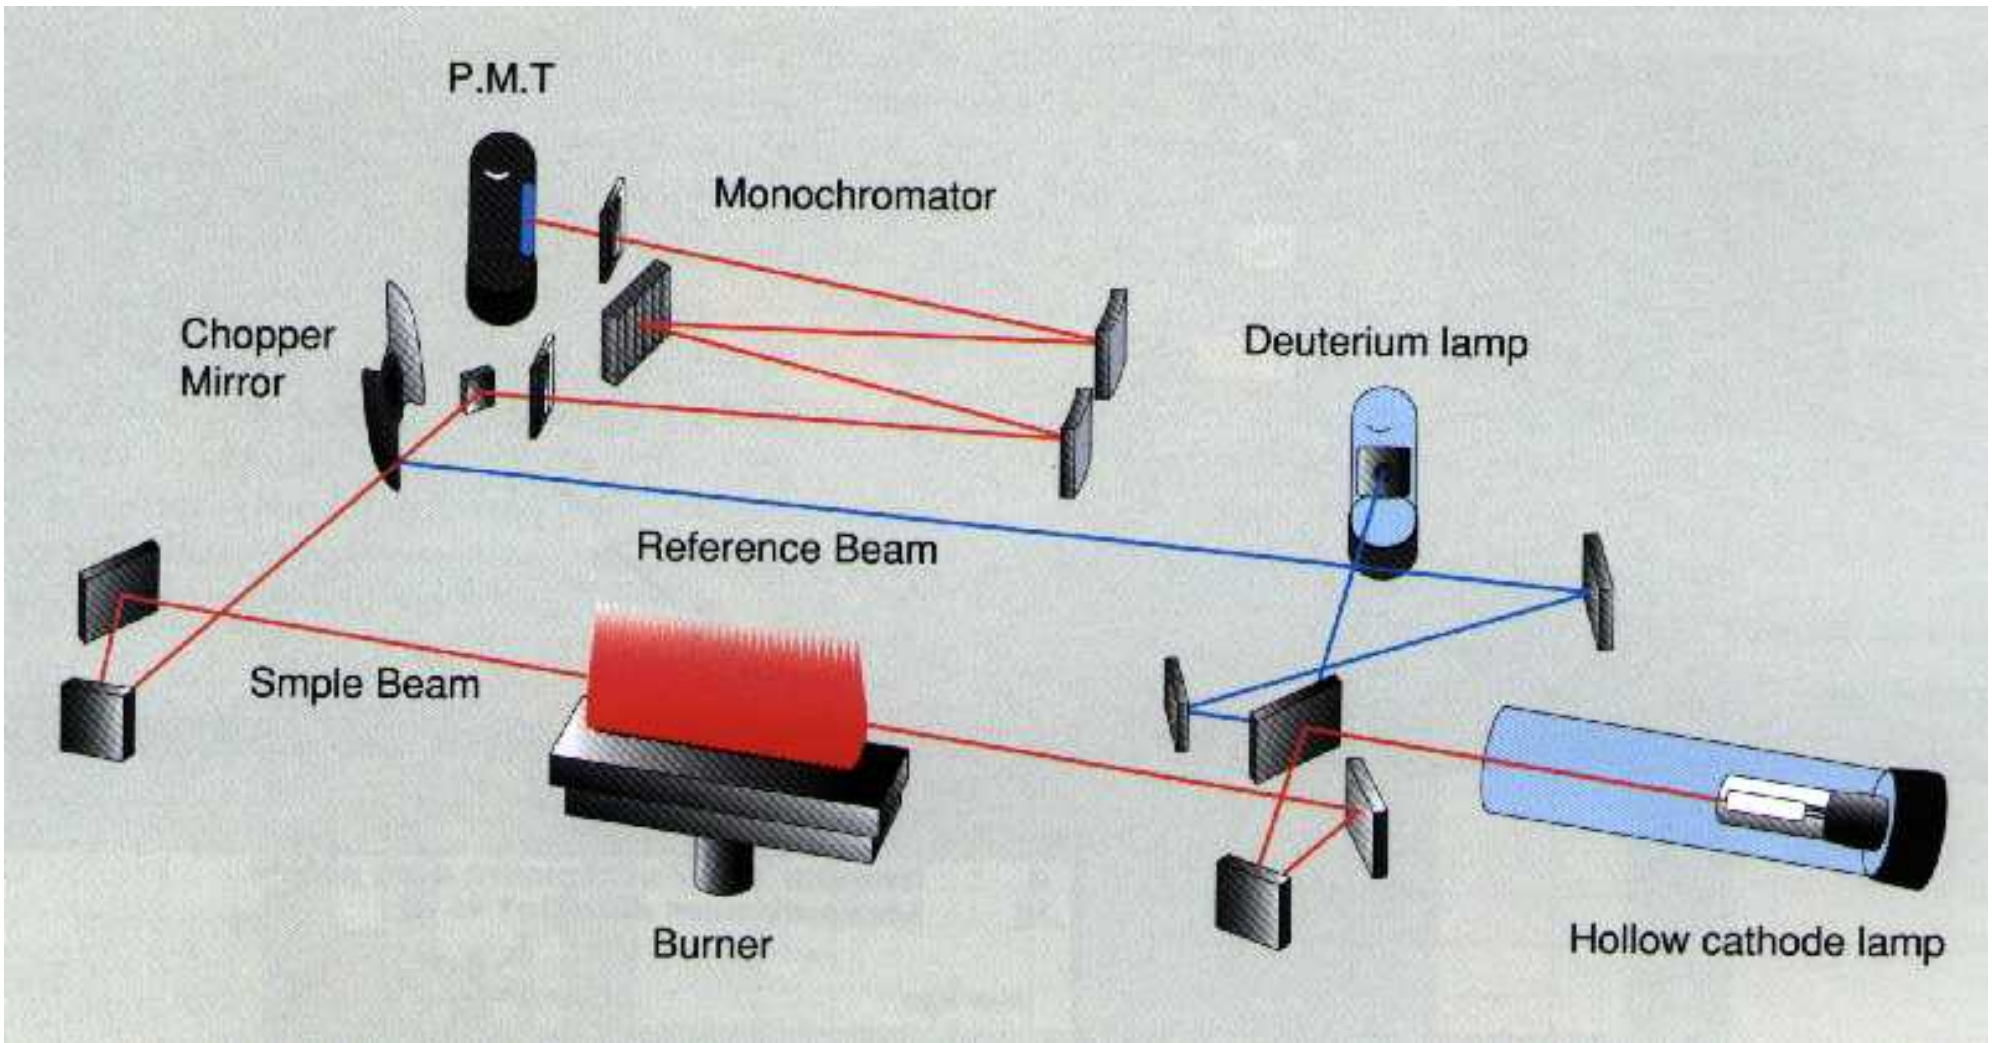 P.M.T
Monochromator
Chopper
Mirror
Deuterium lamp
Reference Beam
Smple Beam
Burner
Hollow cathode lamp